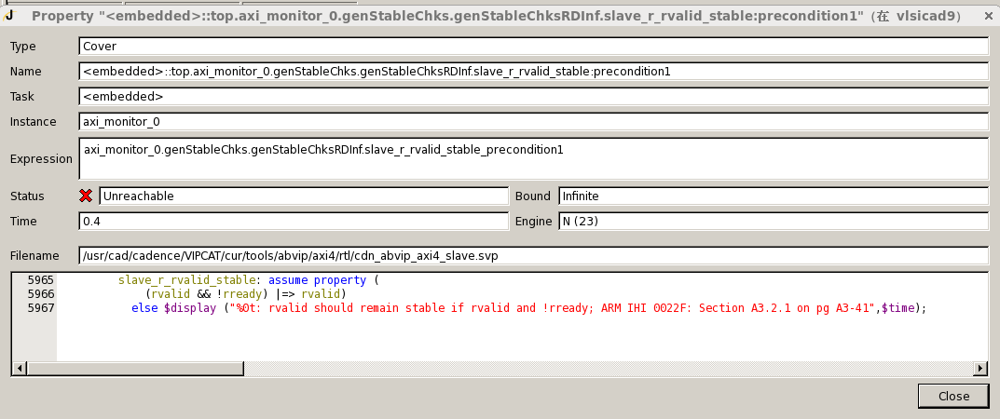 Property "<embedded>::top.axi_monitor_0.genStableChks.genStableChksRDInf.slave_r_rvalid_stable:precondition1" (在 vlsicad9)
Type Cover
Name <embedded>::top.axi_monitor_0.genStableChks.genStableChksRDInf.slave_r_rvalid_stable:precondition1
Task <embedded>
Instance axi_monitor_0
Expression axi_monitor_0.genStableChks.genStableChksRDInf.slave_r_rvalid_stable_precondition1
Status Unreachable Bound Infinite
Time 0.4 Engine N (23)
Filename /usr/cad/cadence/VIPCAT/cur/tools/abvip/axi4/rtl/cdn_abvip_axi4_slave.svp
5965 slave_r_rvalid_stable: assume property (
5966 (rvalid && !rready) |=> rvalid)
5967 else $display ("%0t: rvalid should remain stable if rvalid and !rready; ARM IHI 0022F: Section A3.2.1 on pg A3-41",$time);
Close